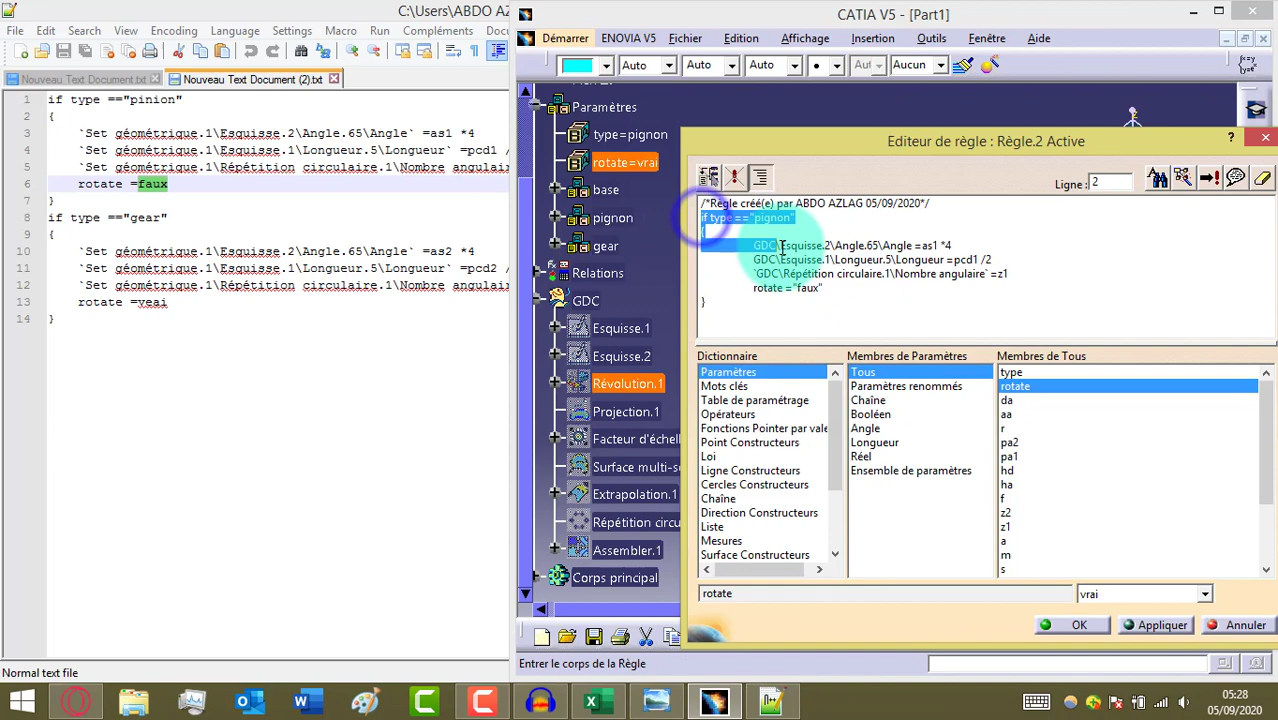 C:\Users\ABDO AZLAG
File Edit Search View Encoding Language Settings Macro Run Compléments
Nouveau Text Document.txt
Nouveau Text Document (2).txt
1 if type =="pinion"
2 {
3 `Set géométrique.1\Esquisse.2\Angle.65\Angle` =as1 *4
4 `Set géométrique.1\Esquisse.1\Longueur.5\Longueur` =pcd1 /
5 `Set géométrique.1\Répétition circulaire.1\Nombre angulair
6 rotate =faux
7 }
8 if type =="gear"
9 {
10 `Set géométrique.1\Esquisse.2\Angle.65\Angle` =as2 *4
11 `Set géométrique.1\Esquisse.1\Longueur.5\Longueur` =pcd2 /
12 `Set géométrique.1\Répétition circulaire.1\Nombre angulair
13 rotate =veai
14 }
Normal text file
CATIA V5 - [Part1]
Démarrer ENOVIA V5 Fichier Edition Affichage Insertion Outils Fenêtre Aide
Auto Auto Auto Aut Aucun
Paramètres
type=pignon
rotate=vrai
base
pignon
gear
Relations
GDC
Esquisse.1
Esquisse.2
Révolution.1
Projection.1
Facteur d'échell
Surface multi-s
Extrapolation.1
Répétition circu
Assembler.1
Corps principal
Editeur de règle : Règle.2 Active
Ligne : 2
/*Règle créé(e) par ABDO AZLAG 05/09/2020*/
if type =="pignon"
{
GDC\Esquisse.2\Angle.65\Angle =as1 *4
GDC\Esquisse.1\Longueur.5\Longueur =pcd1 /2
`GDC\Répétition circulaire.1\Nombre angulaire` =z1
rotate ="faux"
}
Dictionnaire Membres de Paramètres Membres de Tous
Paramètres
Mots clés
Table de paramétrage
Opérateurs
Fonctions Pointer par vale
Point Constructeurs
Loi
Ligne Constructeurs
Cercles Constructeurs
Chaîne
Direction Constructeurs
Liste
Mesures
Surface Constructeurs
Tous
Paramètres renommés
Chaîne
Booléen
Angle
Longueur
Réel
Ensemble de paramètres
type
rotate
da
aa
r
pa2
pa1
hd
ha
f
z2
z1
a
m
s
rotate
vrai
OK Appliquer Annuler
Entrer le corps de la Règle
05:28
05/09/2020